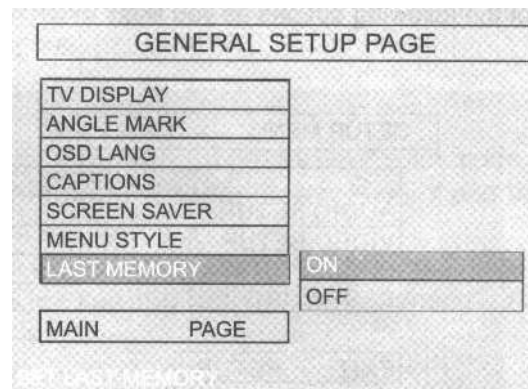 GENERAL SETUP PAGE
TV DISPLAY
ANGLE MARK
OSD LANG
CAPTIONS
SCREEN SAVER
MENU STYLE
LAST MEMORY
ON
OFF
MAIN PAGE
SET LAST MEMORY